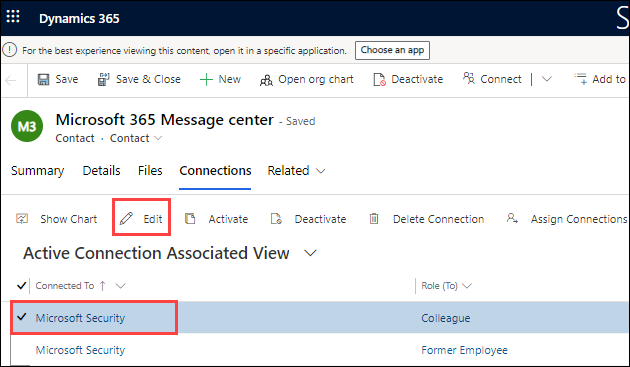 Dynamics 365 S
For the best experience viewing this content, open it in a specific application. Choose an app
Save Save & Close New Open org chart Deactivate Connect Add to
M3 Microsoft 365 Message center - Saved
Contact · Contact
Summary Details Files Connections Related
Show Chart Edit Activate Deactivate Delete Connection Assign Connections
Active Connection Associated View
Connected To ↑ Role (To)
Microsoft Security Colleague
Microsoft Security Former Employee